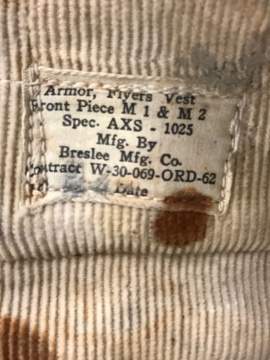 Armor, Flyers Vest
Front Piece M 1 & M 2
Spec. AXS - 1025
Mfg. By
Breslee Mfg. Co.
Contract W-30-069-ORD-62
Date